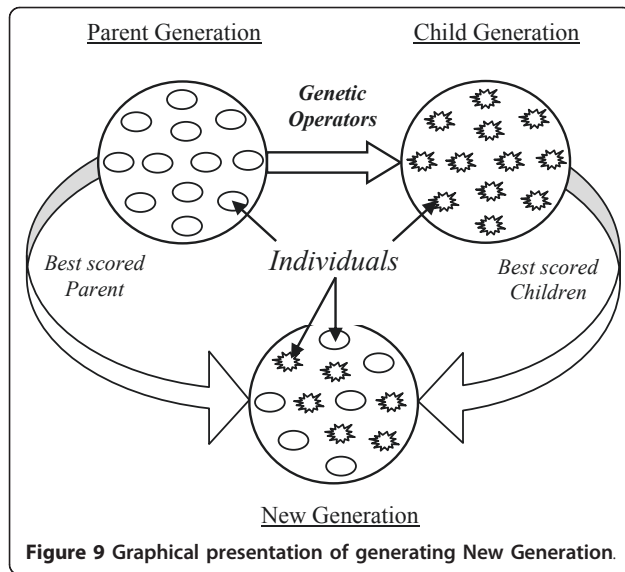 Parent Generation
Child Generation
Genetic
Operators
Individuals
Best scored
Parent
Best scored
Children
New Generation
Figure 9 Graphical presentation of generating New Generation.